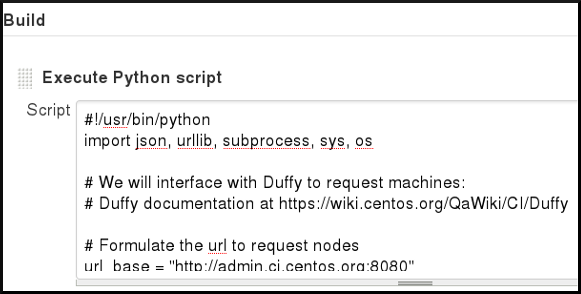 Build
Execute Python script
Script
#!/usr/bin/python
import json, urllib, subprocess, sys, os
# We will interface with Duffy to request machines:
# Duffy documentation at https://wiki.centos.org/QaWiki/CI/Duffy
# Formulate the url to request nodes
url_base = "http://admin.ci.centos.org:8080"